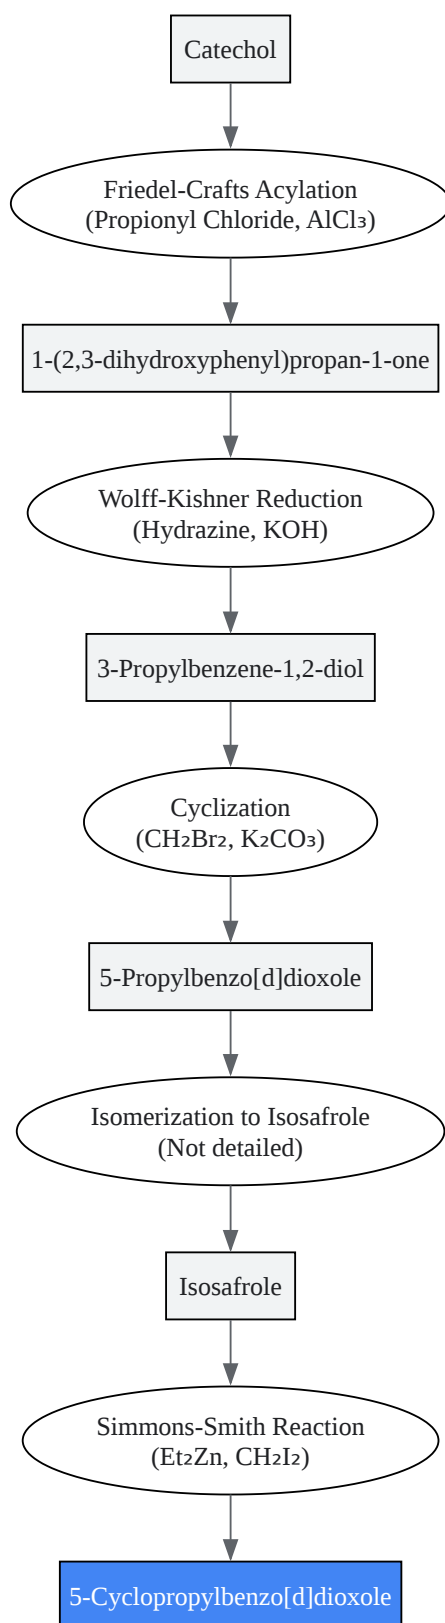 Catechol
Friedel-Crafts Acylation
(Propionyl Chloride, AlCl₃)
1-(2,3-dihydroxyphenyl)propan-1-one
Wolff-Kishner Reduction
(Hydrazine, KOH)
3-Propylbenzene-1,2-diol
Cyclization
(CH₂Br₂, K₂CO₃)
5-Propylbenzo[d]dioxole
Isomerization to Isosafrole
(Not detailed)
Isosafrole
Simmons-Smith Reaction
(Et₂Zn, CH₂I₂)
5-Cyclopropylbenzo[d]dioxole